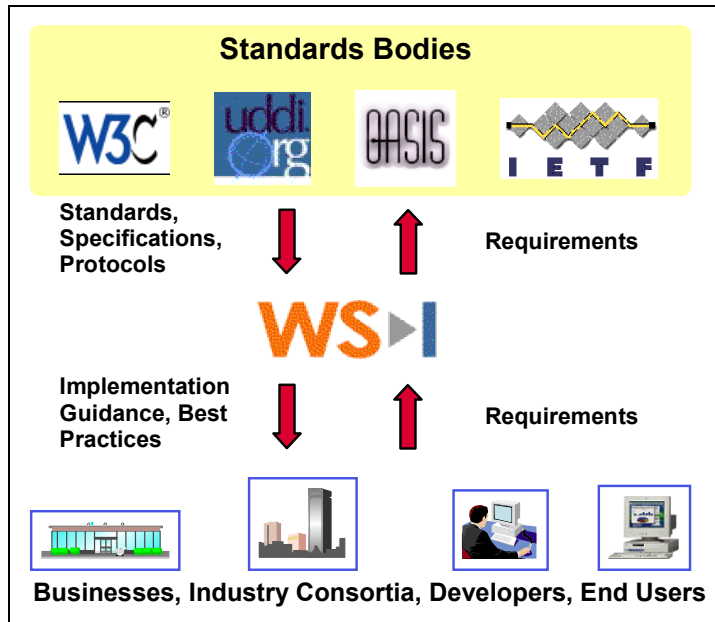 Standards Bodies
W3C®
uddi.
org
OASIS
I E T F
Standards,
Specifications,
Protocols
Requirements
WS I
Implementation
Guidance, Best
Practices
Requirements
Businesses, Industry Consortia, Developers, End Users